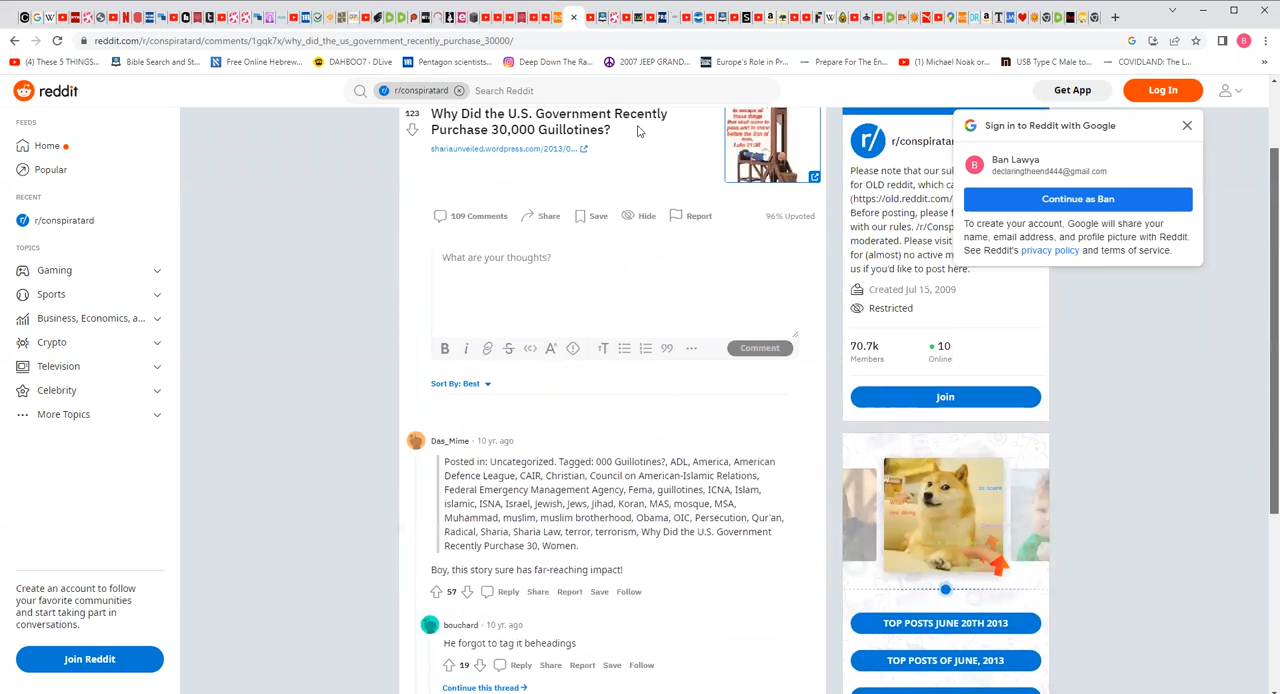 reddit.com/r/conspiratard/comments/1gqk7x/why_did_the_us_government_recently_purchase_30000/
(4) These 5 THINGS...
Bible Search and St...
Free Online Hebrew...
DAHBOO7 - DLive
Pentagon scientists...
Deep Down The Ra...
2007 JEEP GRAND...
Europe's Role in Pr...
Prepare For The En...
(1) Michael Noak or...
USB Type C Male to...
COVIDLAND: The L...
reddit
r/conspiratard
Search Reddit
Get App
Log In
FEEDS
Home
Popular
RECENT
r/conspiratard
TOPICS
Gaming
Sports
Business, Economics, a...
Crypto
Television
Celebrity
More Topics
Create an account to follow
your favorite communities
and start taking part in
conversations.
Join Reddit
123
Why Did the U.S. Government Recently
Purchase 30,000 Guillotines?
shariaunveiled.wordpress.com/2013/0...
109 Comments
Share
Save
Hide
Report
96% Upvoted
What are your thoughts?
Comment
Sort By: Best
Das_Mime · 10 yr. ago
Posted in: Uncategorized. Tagged: 000 Guillotines?, ADL, America, American
Defence League, CAIR, Christian, Council on American-Islamic Relations,
Federal Emergency Management Agency, Fema, guillotines, ICNA, Islam,
islamic, ISNA, Israel, Jewish, Jews, Jihad, Koran, MAS, mosque, MSA,
Muhammad, muslim, muslim brotherhood, Obama, OIC, Persecution, Qur'an,
Radical, Sharia, Sharia Law, terror, terrorism, Why Did the U.S. Government
Recently Purchase 30, Women.
Boy, this story sure has far-reaching impact!
57
Reply
Share
Report
Save
Follow
bouchard · 10 yr. ago
He forgot to tag it beheadings
19
Reply
Share
Report
Save
Follow
Continue this thread
r/ r/conspiratar
Please note that our su
for OLD reddit, which ca
(https://old.reddit.com/
Before posting, please f
with our rules. /r/Consp
moderated. Please visit
for (almost) no active m
us if you'd like to post here.
Created Jul 15, 2009
Restricted
70.7k
Members
10
Online
Join
TOP POSTS JUNE 20TH 2013
TOP POSTS OF JUNE, 2013
Sign in to Reddit with Google
Ban Lawya
declaringtheend444@gmail.com
Continue as Ban
To create your account, Google will share your
name, email address, and profile picture with Reddit.
See Reddit's privacy policy and terms of service.